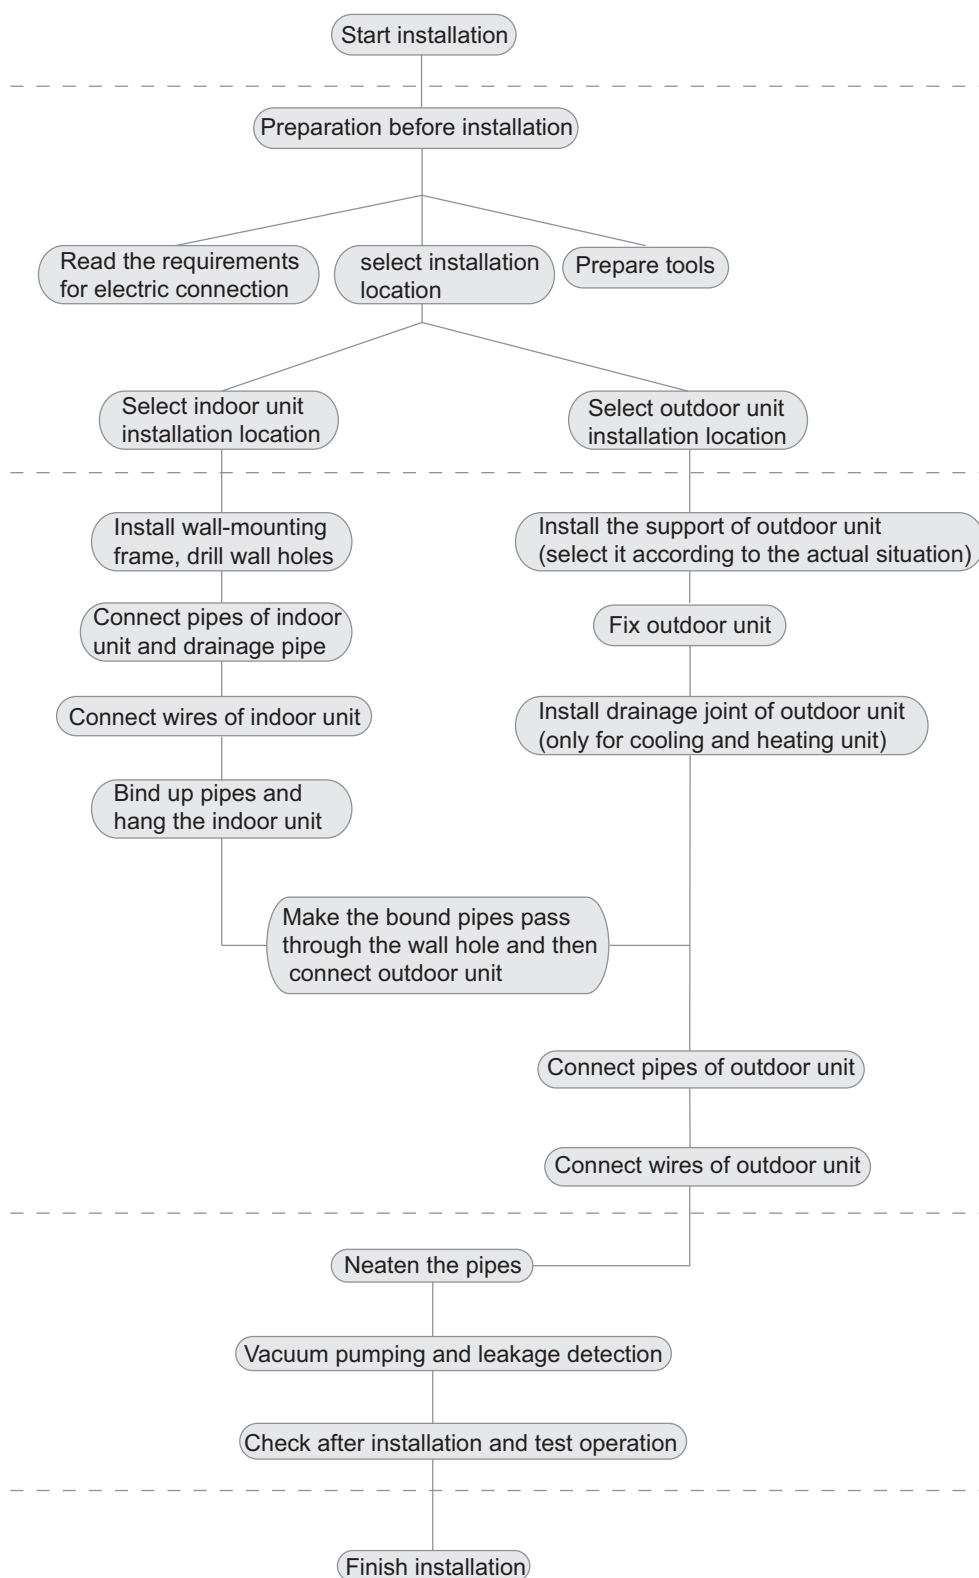 Start installation
Preparation before installation
Read the requirements
for electric connection
select installation
location
Prepare tools
Select indoor unit
installation location
Select outdoor unit
installation location
Install wall-mounting
frame, drill wall holes
Install the support of outdoor unit
(select it according to the actual situation)
Connect pipes of indoor
unit and drainage pipe
Fix outdoor unit
Connect wires of indoor unit
Install drainage joint of outdoor unit
(only for cooling and heating unit)
Bind up pipes and
hang the indoor unit
Make the bound pipes pass
through the wall hole and then
connect outdoor unit
Connect pipes of outdoor unit
Connect wires of outdoor unit
Neaten the pipes
Vacuum pumping and leakage detection
Check after installation and test operation
Finish installation